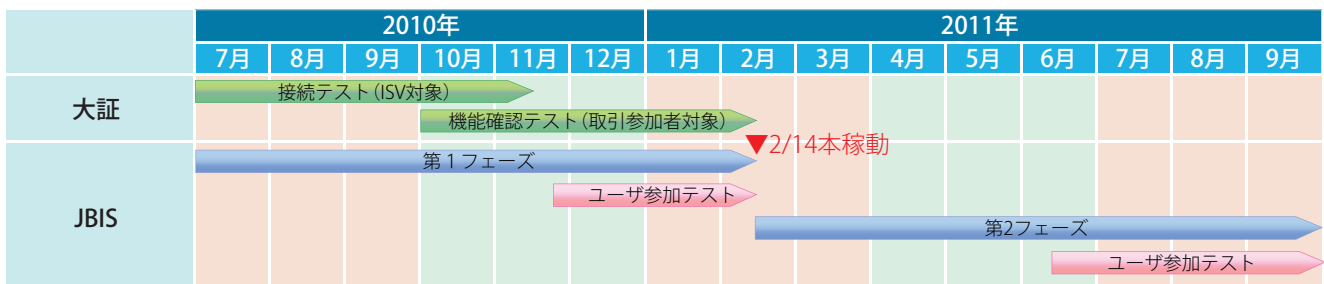 2010年 2011年
7月 8月 9月 10月 11月 12月 1月 2月 3月 4月 5月 6月 7月 8月 9月
大証
接続テスト(ISV対象)
機能確認テスト(取引参加者対象)
▼2/14本稼動
JBIS
第1フェーズ
ユーザ参加テスト
第2フェーズ
ユーザ参加テスト